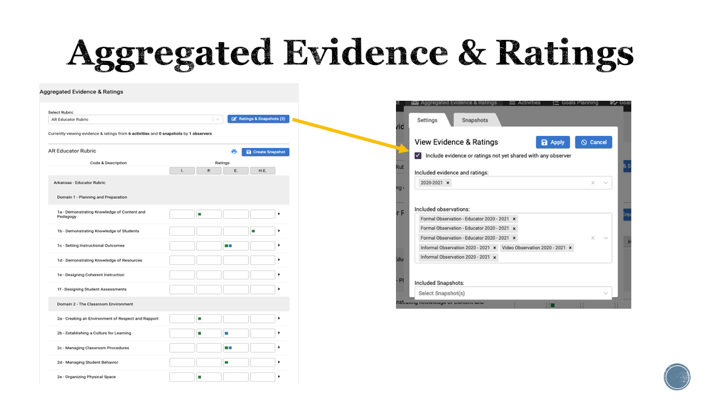 Aggregated Evidence & Ratings
Aggregated Evidence & Ratings
Select Rubric
AR Educator Rubric
Ratings & Snapshots (0)
Currently viewing evidence & ratings from 6 activities and 0 snapshots by 1 observers
AR Educator Rubric
Create Snapshot
Code & Description
Ratings
I.
P.
E.
H.E.
Arkansas - Educator Rubric
Domain 1 - Planning and Preparation
1a - Demonstrating Knowledge of Content and
Pedagogy
1b - Demonstrating Knowledge of Students
1c - Setting Instructional Outcomes
1d - Demonstrating Knowledge of Resources
1e - Designing Coherent Instruction
1f - Designing Student Assessments
Domain 2 - The Classroom Environment
2a - Creating an Environment of Respect and Rapport
2b - Establishing a Culture for Learning
2c - Managing Classroom Procedures
2d - Managing Student Behavior
2e - Organizing Physical Space
Aggregated Evidence & Ratings
Activities
Goals Planning
Settings
Snapshots
View Evidence & Ratings
Apply
Cancel
Include evidence or ratings not yet shared with any observer
Included evidence and ratings:
2020-2021 ×
Included observations:
Formal Observation - Educator 2020 - 2021 ×
Formal Observation - Educator 2020 - 2021 ×
Formal Observation - Educator 2020 - 2021 ×
Informal Observation 2020 - 2021 × Video Observation 2020 - 2021 ×
Informal Observation 2020 - 2021 ×
Included Snapshots:
Select Snapshot(s)